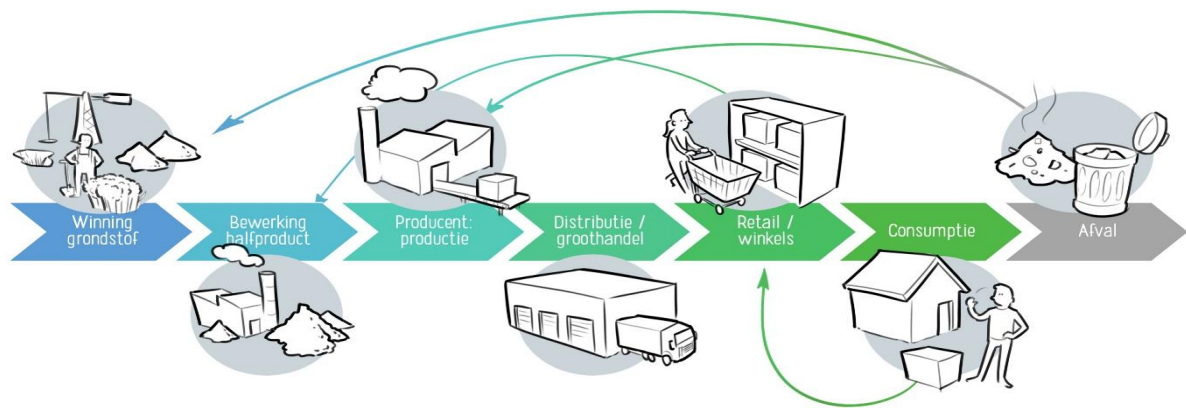 Winning
grondstof
Bewerking
halfproduct
Producent:
productie
Distributie /
groothandel
Retail /
winkels
Consumptie
Afval